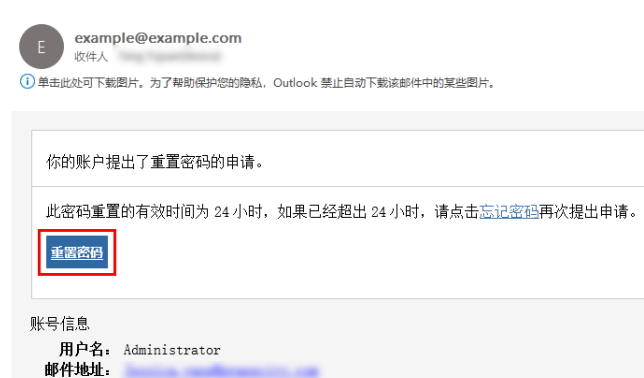 E
example@example.com
收件人
单击此处可下载图片。为了帮助保护您的隐私，Outlook 禁止自动下载该邮件中的某些图片。
你的账户提出了重置密码的申请。
此密码重置的有效时间为 24 小时，如果已经超出 24 小时，请点击忘记密码再次提出申请。
重置密码
账号信息
用户名： Administrator
邮件地址：